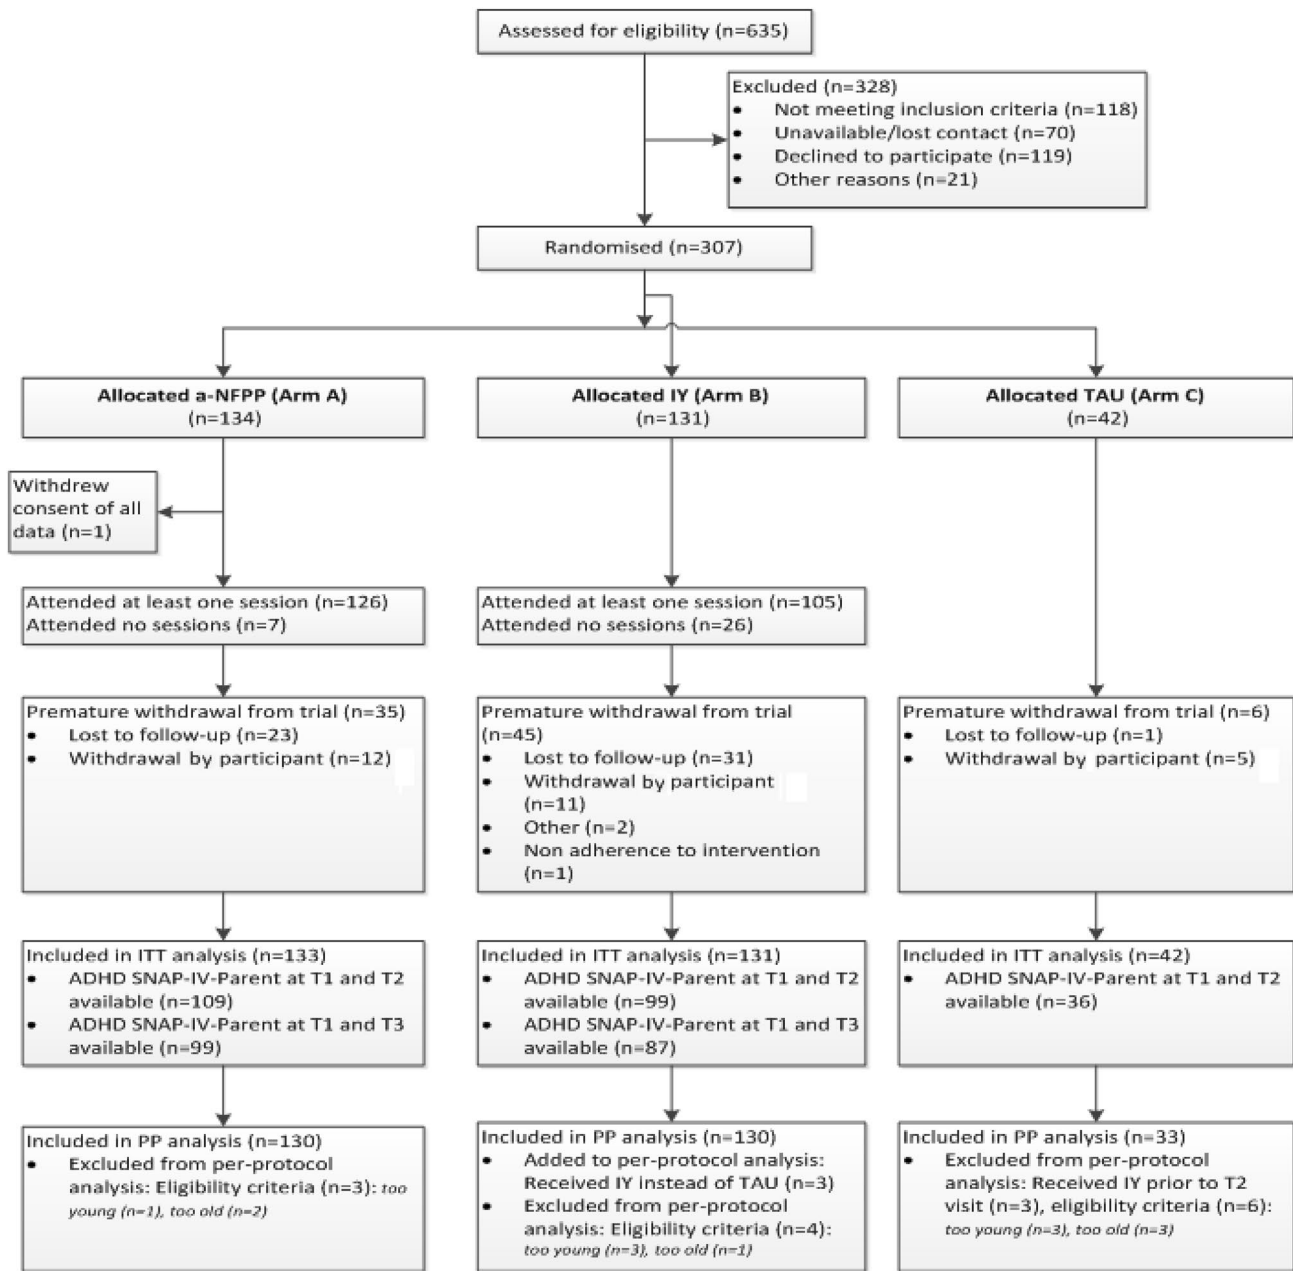 Assessed for eligibility (n=635)
Excluded (n=328)
• Not meeting inclusion criteria (n=118)
• Unavailable/lost contact (n=70)
• Declined to participate (n=119)
• Other reasons (n=21)
Randomised (n=307)
Allocated a-NFPP (Arm A)
(n=134)
Allocated IY (Arm B)
(n=131)
Allocated TAU (Arm C)
(n=42)
Withdrew
consent of all
data (n=1)
Attended at least one session (n=126)
Attended no sessions (n=7)
Attended at least one session (n=105)
Attended no sessions (n=26)
Premature withdrawal from trial (n=35)
• Lost to follow-up (n=23)
• Withdrawal by participant (n=12)
Premature withdrawal from trial
(n=45)
• Lost to follow-up (n=31)
• Withdrawal by participant
(n=11)
• Other (n=2)
• Non adherence to intervention
(n=1)
Premature withdrawal from trial (n=6)
• Lost to follow-up (n=1)
• Withdrawal by participant (n=5)
Included in ITT analysis (n=133)
• ADHD SNAP-IV-Parent at T1 and T2
available (n=109)
• ADHD SNAP-IV-Parent at T1 and T3
available (n=99)
Included in ITT analysis (n=131)
• ADHD SNAP-IV-Parent at T1 and T2
available (n=99)
• ADHD SNAP-IV-Parent at T1 and T3
available (n=87)
Included in ITT analysis (n=42)
• ADHD SNAP-IV-Parent at T1 and T2
available (n=36)
Included in PP analysis (n=130)
• Excluded from per-protocol
analysis: Eligibility criteria (n=3): too
young (n=1), too old (n=2)
Included in PP analysis (n=130)
• Added to per-protocol analysis:
Received IY instead of TAU (n=3)
• Excluded from per-protocol
analysis: Eligibility criteria (n=4):
too young (n=3), too old (n=1)
Included in PP analysis (n=33)
• Excluded from per-protocol
analysis: Received IY prior to T2
visit (n=3), eligibility criteria (n=6):
too young (n=3), too old (n=3)